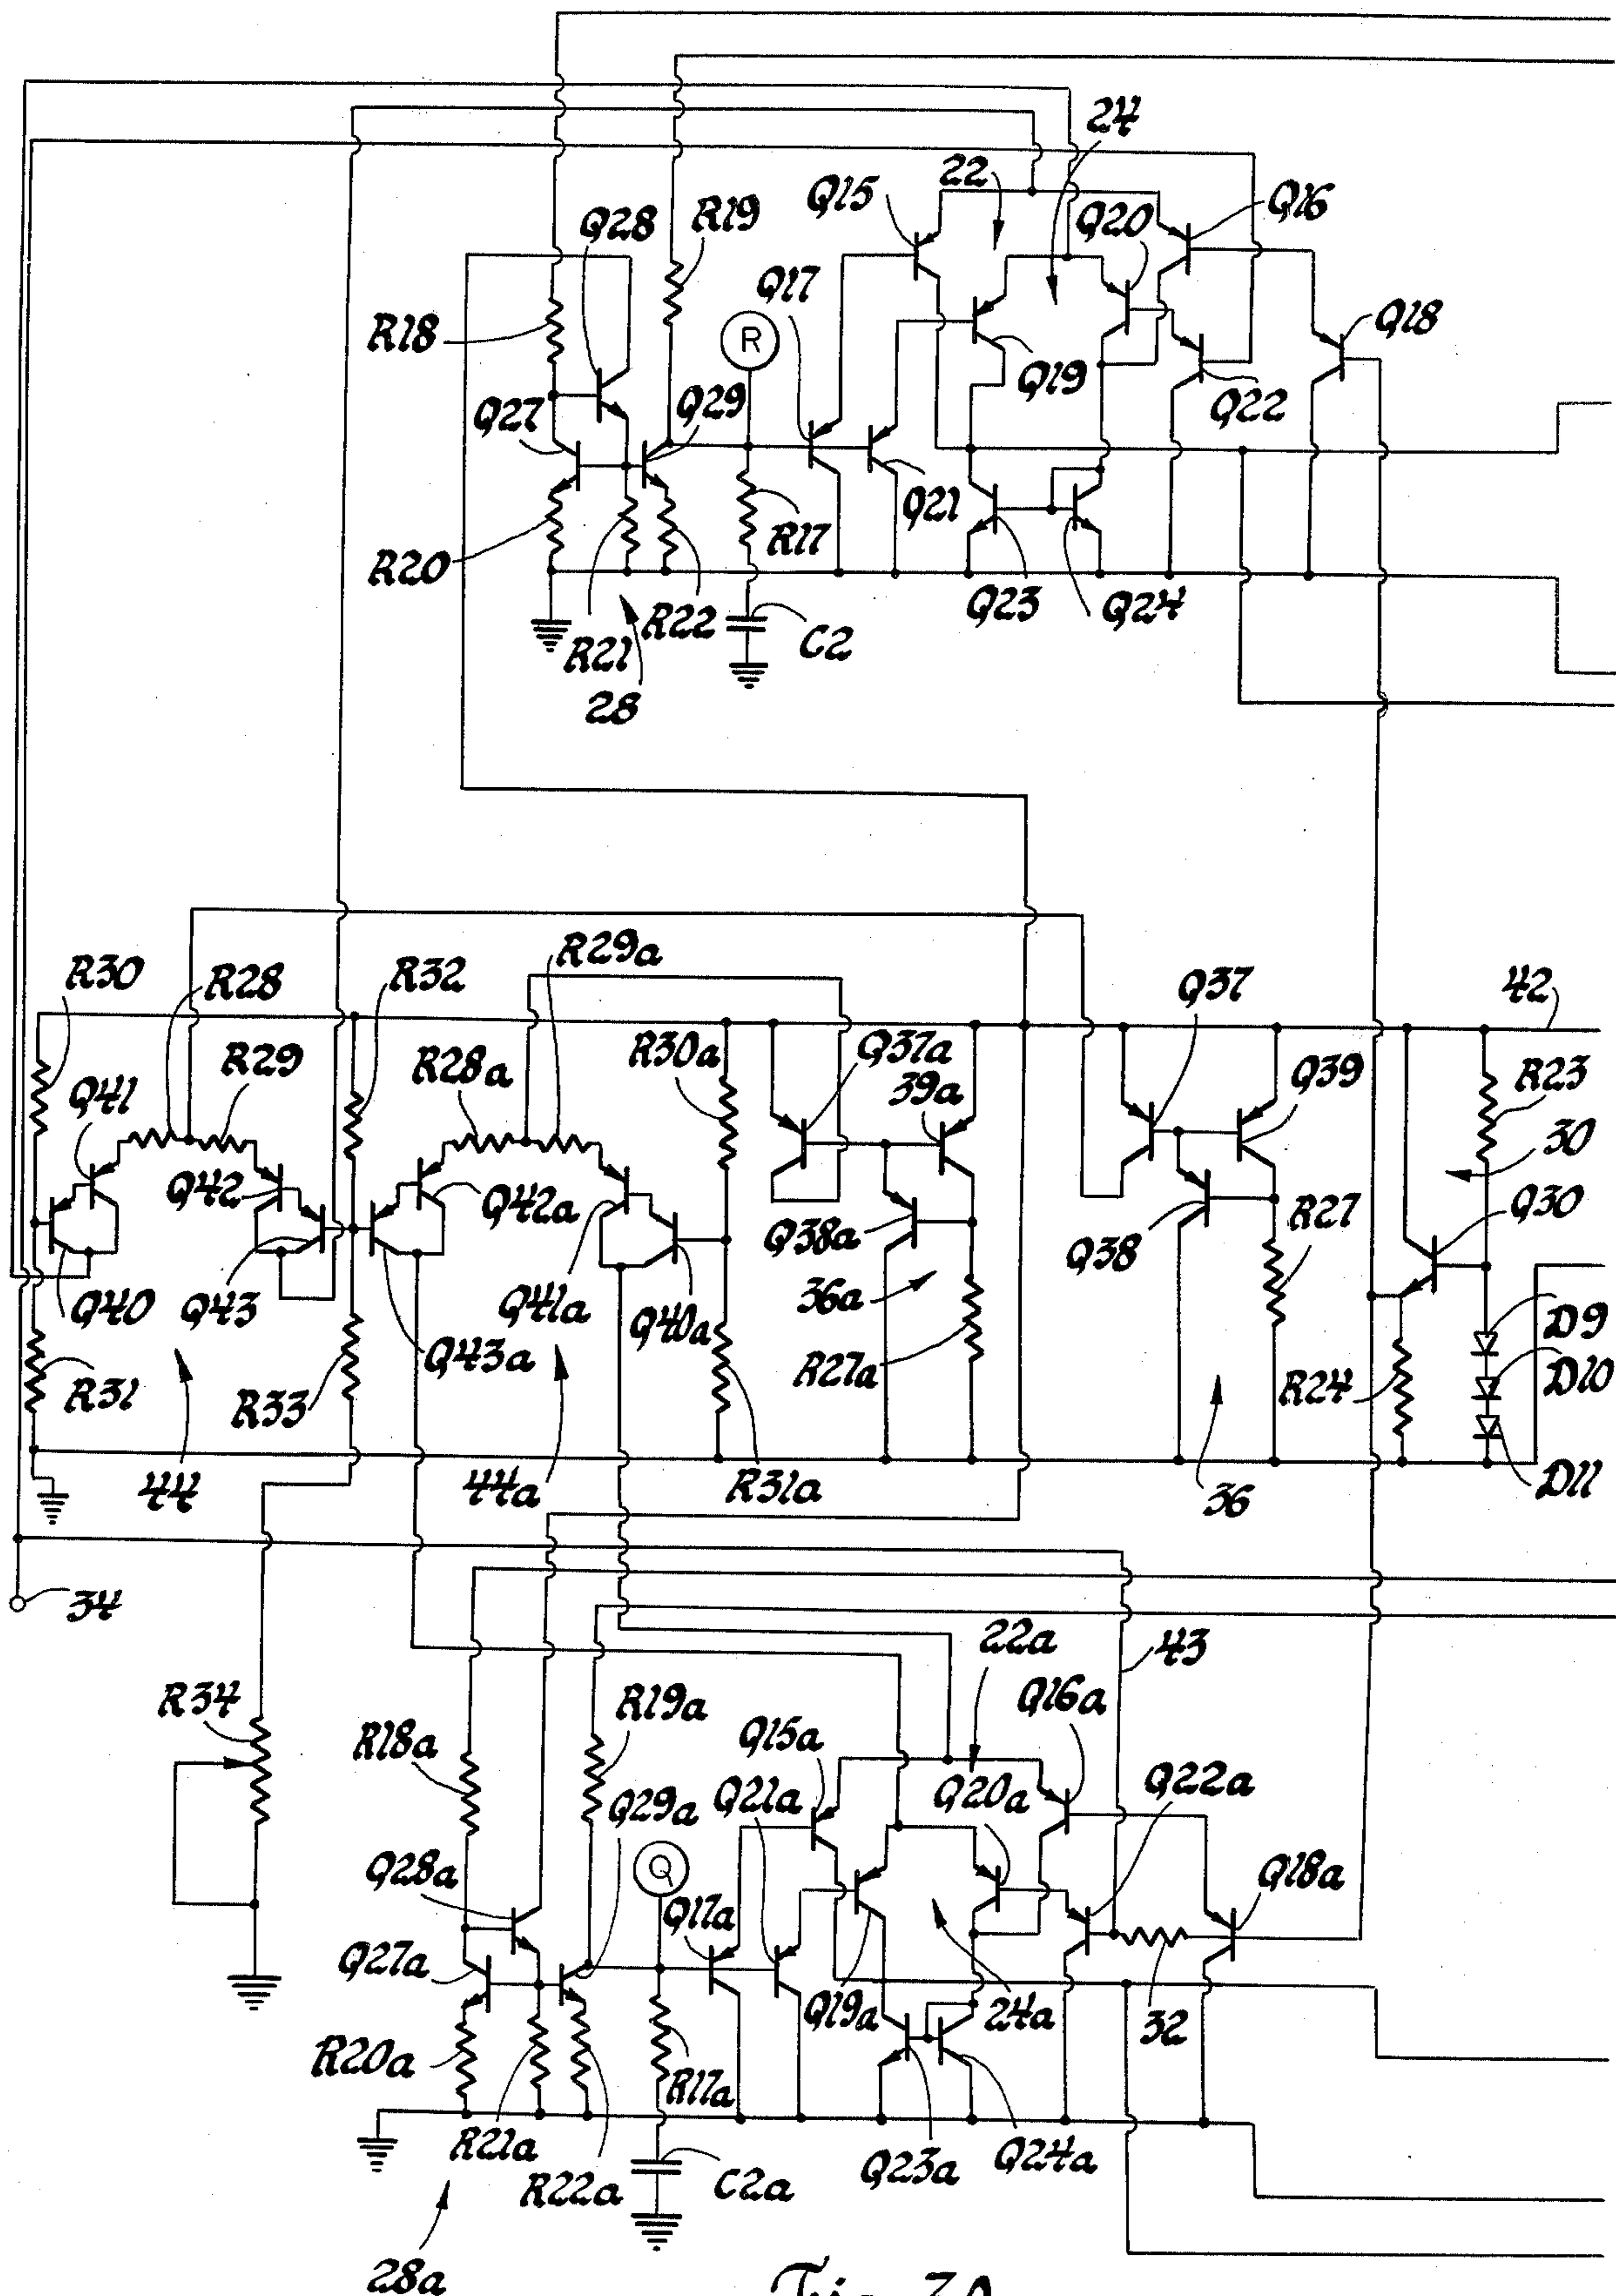 24
22
Q15
Q16
Q20
Q28
R19
Q17
R
Q18
R18
Q19
Q29
Q27
Q22
Q21
R17
R20
Q23
Q24
R22
R21
C2
28
R29a
R30
R28
R32
Q37
42
R29
R28a
R30a
Q37a
39a
Q39
R23
Q41
30
Q42
Q42a
Q38a
Q38
R27
Q30
Q40
Q43
Q41a
Q40a
36a
D9
Q43a
R27a
R24
D10
R31
R33
44
44a
R31a
36
D11
34
22a
43
R34
R19a
Q16a
R18a
Q15a
Q29a
Q21a
Q20a
Q22a
Q28a
Q
Q17a
Q18a
Q27a
Q19a
24a
32
R20a
R17a
R21a
R22a
C2a
Q23a
Q24a
28a